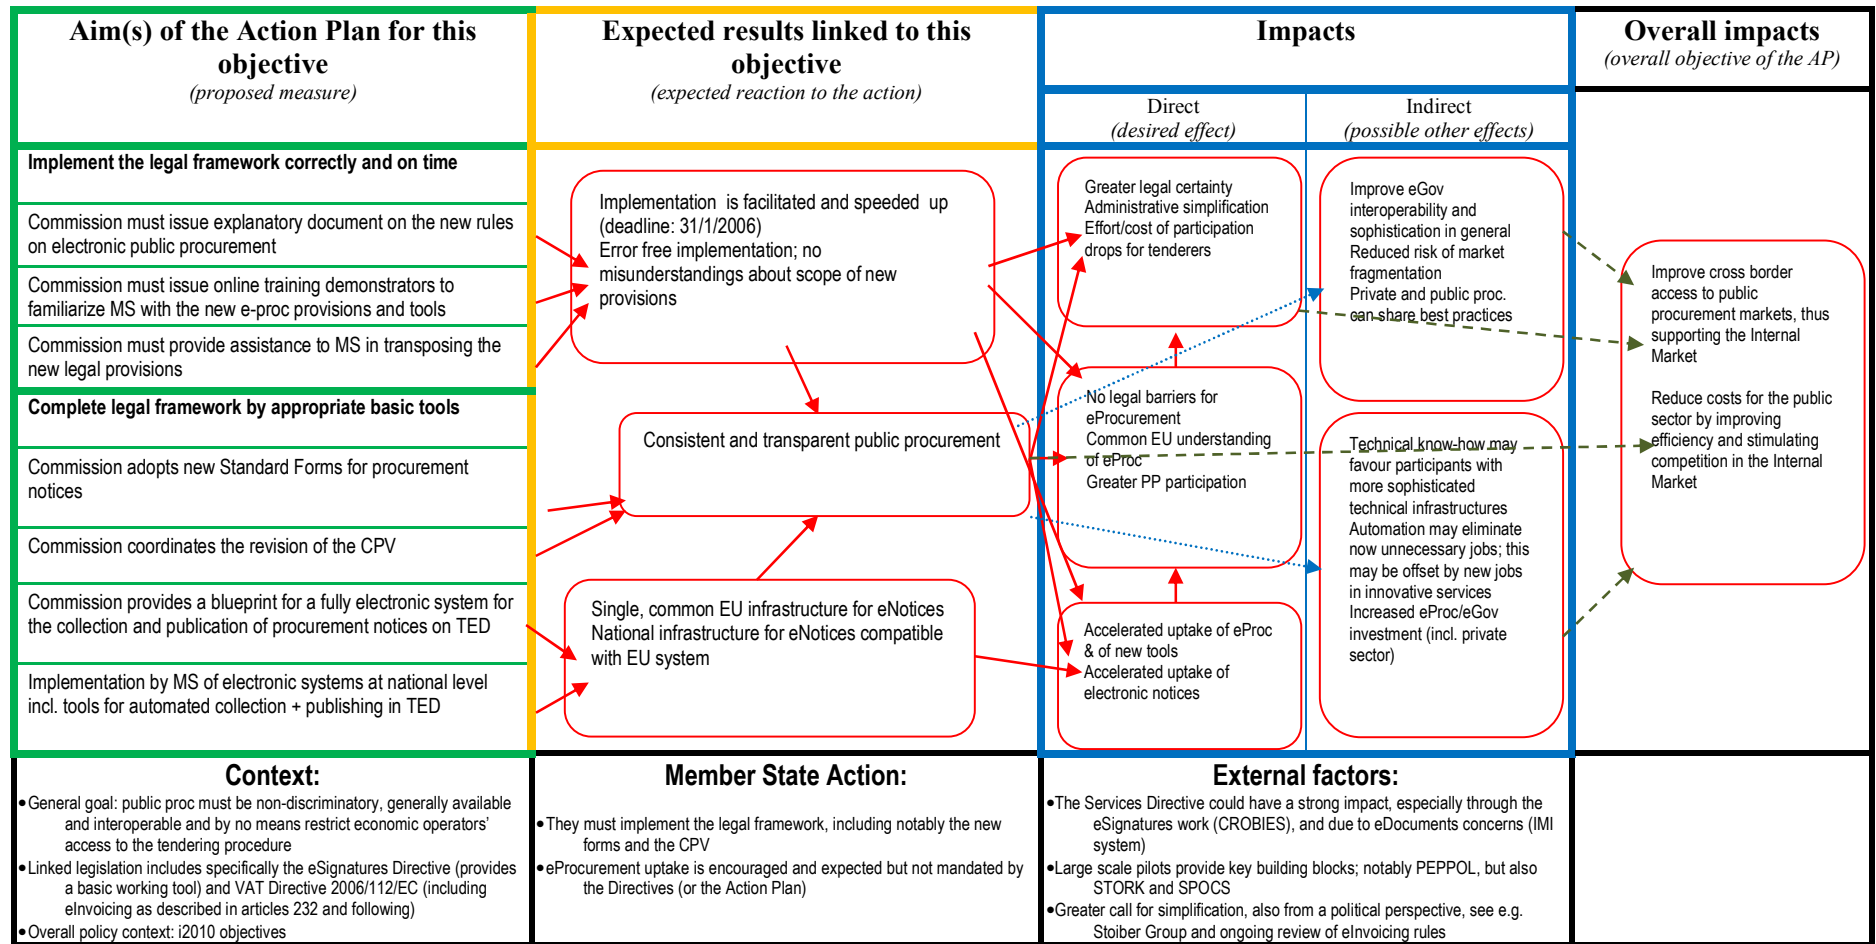 Aim(s) of the Action Plan for this
objective
(proposed measure)
Expected results linked to this
objective
(expected reaction to the action)
Impacts
Overall impacts
(overall objective of the AP)
Direct
(desired effect)
Indirect
(possible other effects)
Implement the legal framework correctly and on time
Commission must issue explanatory document on the new rules
on electronic public procurement
Commission must issue online training demonstrators to
familiarize MS with the new e-proc provisions and tools
Commission must provide assistance to MS in transposing the
new legal provisions
Complete legal framework by appropriate basic tools
Commission adopts new Standard Forms for procurement
notices
Commission coordinates the revision of the CPV
Commission provides a blueprint for a fully electronic system for
the collection and publication of procurement notices on TED
Implementation by MS of electronic systems at national level
incl. tools for automated collection + publishing in TED
Implementation is facilitated and speeded up
(deadline: 31/1/2006)
Error free implementation; no
misunderstandings about scope of new
provisions
Consistent and transparent public procurement
Single, common EU infrastructure for eNotices
National infrastructure for eNotices compatible
with EU system
Greater legal certainty
Administrative simplification
Effort/cost of participation
drops for tenderers
No legal barriers for
eProcurement
Common EU understanding
of eProc
Greater PP participation
Accelerated uptake of eProc
& of new tools
Accelerated uptake of
electronic notices
Improve eGov
interoperability and
sophistication in general
Reduced risk of market
fragmentation
Private and public proc.
can share best practices
Technical know-how may
favour participants with
more sophisticated
technical infrastructures
Automation may eliminate
now unnecessary jobs; this
may be offset by new jobs
in innovative services
Increased eProc/eGov
investment (incl. private
sector)
Improve cross border
access to public
procurement markets, thus
supporting the Internal
Market
Reduce costs for the public
sector by improving
efficiency and stimulating
competition in the Internal
Market
Context:
•General goal: public proc must be non-discriminatory, generally available
and interoperable and by no means restrict economic operators'
access to the tendering procedure
•Linked legislation includes specifically the eSignatures Directive (provides
a basic working tool) and VAT Directive 2006/112/EC (including
eInvoicing as described in articles 232 and following)
•Overall policy context: i2010 objectives
Member State Action:
•They must implement the legal framework, including notably the new
forms and the CPV
•eProcurement uptake is encouraged and expected but not mandated by
the Directives (or the Action Plan)
External factors:
•The Services Directive could have a strong impact, especially through the
eSignatures work (CROBIES), and due to eDocuments concerns (IMI
system)
•Large scale pilots provide key building blocks; notably PEPPOL, but also
STORK and SPOCS
•Greater call for simplification, also from a political perspective, see e.g.
Stoiber Group and ongoing review of eInvoicing rules